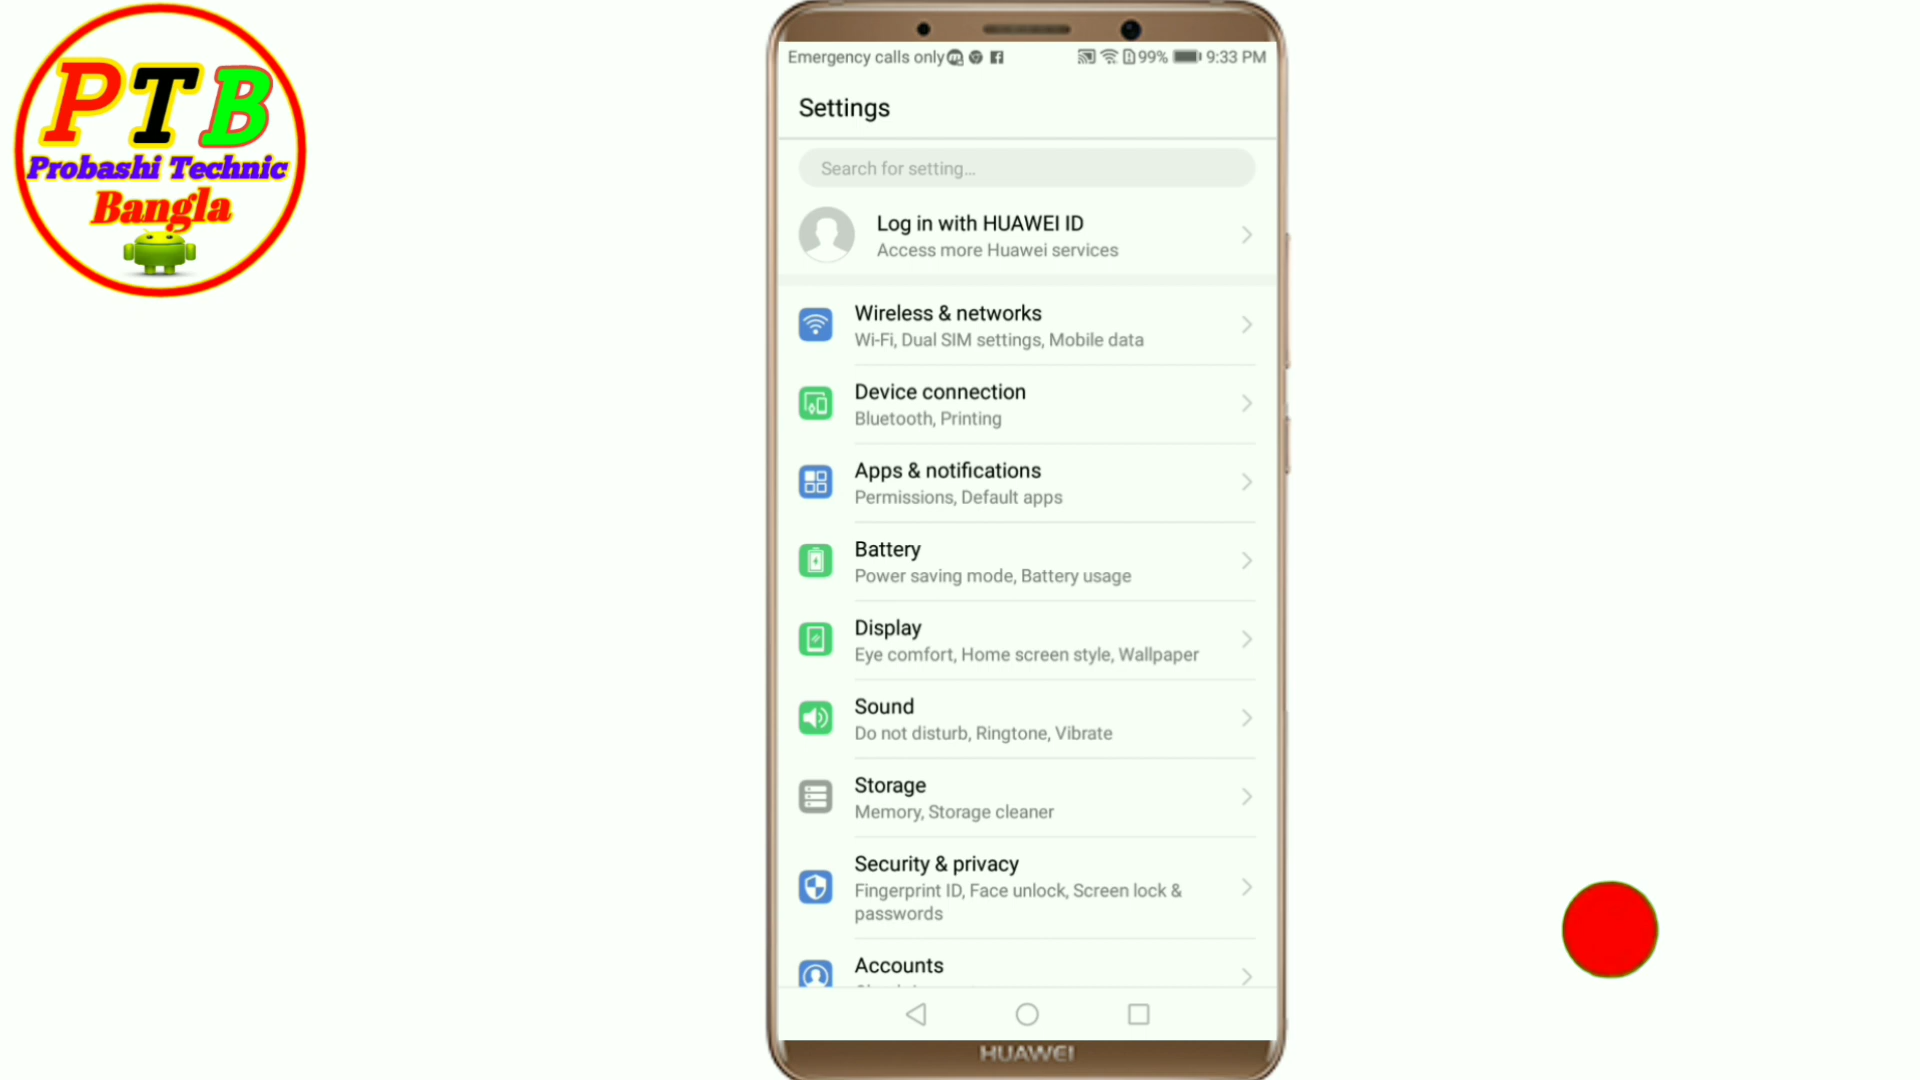 PTB
Probashi Technic
Bangla
Emergency calls only
99%
9:33 PM
Settings
Search for setting...
Log in with HUAWEI ID
Access more Huawei services
Wireless & networks
Wi-Fi, Dual SIM settings, Mobile data
Device connection
Bluetooth, Printing
Apps & notifications
Permissions, Default apps
Battery
Power saving mode, Battery usage
Display
Eye comfort, Home screen style, Wallpaper
Sound
Do not disturb, Ringtone, Vibrate
Storage
Memory, Storage cleaner
Security & privacy
Fingerprint ID, Face unlock, Screen lock &
passwords
Accounts
HUAWEI